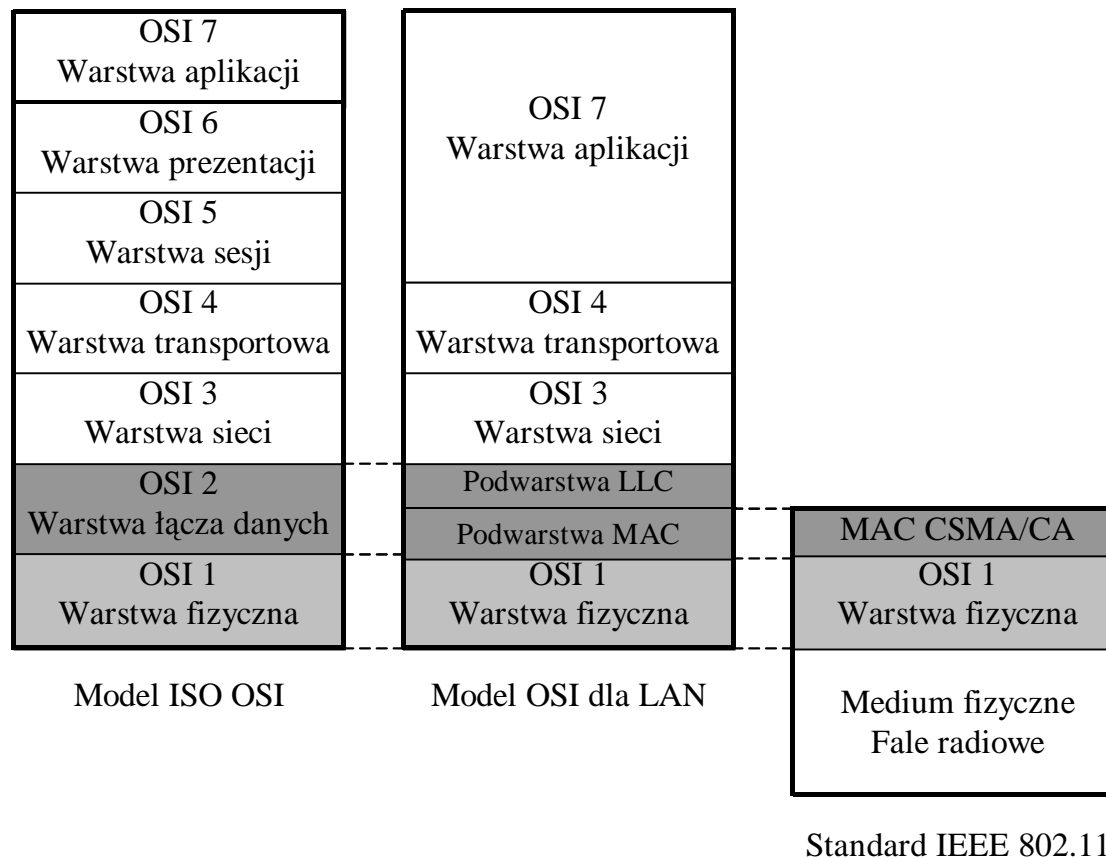 OSI 7
Warstwa aplikacji
OSI 6
Warstwa prezentacji
OSI 5
Warstwa sesji
OSI 4
Warstwa transportowa
OSI 3
Warstwa sieci
OSI 2
Warstwa łącza danych
OSI 1
Warstwa fizyczna
Model ISO OSI
OSI 7
Warstwa aplikacji
OSI 4
Warstwa transportowa
OSI 3
Warstwa sieci
Podwarstwa LLC
Podwarstwa MAC
OSI 1
Warstwa fizyczna
Model OSI dla LAN
MAC CSMA/CA
OSI 1
Warstwa fizyczna
Medium fizyczne
Fale radiowe
Standard IEEE 802.11